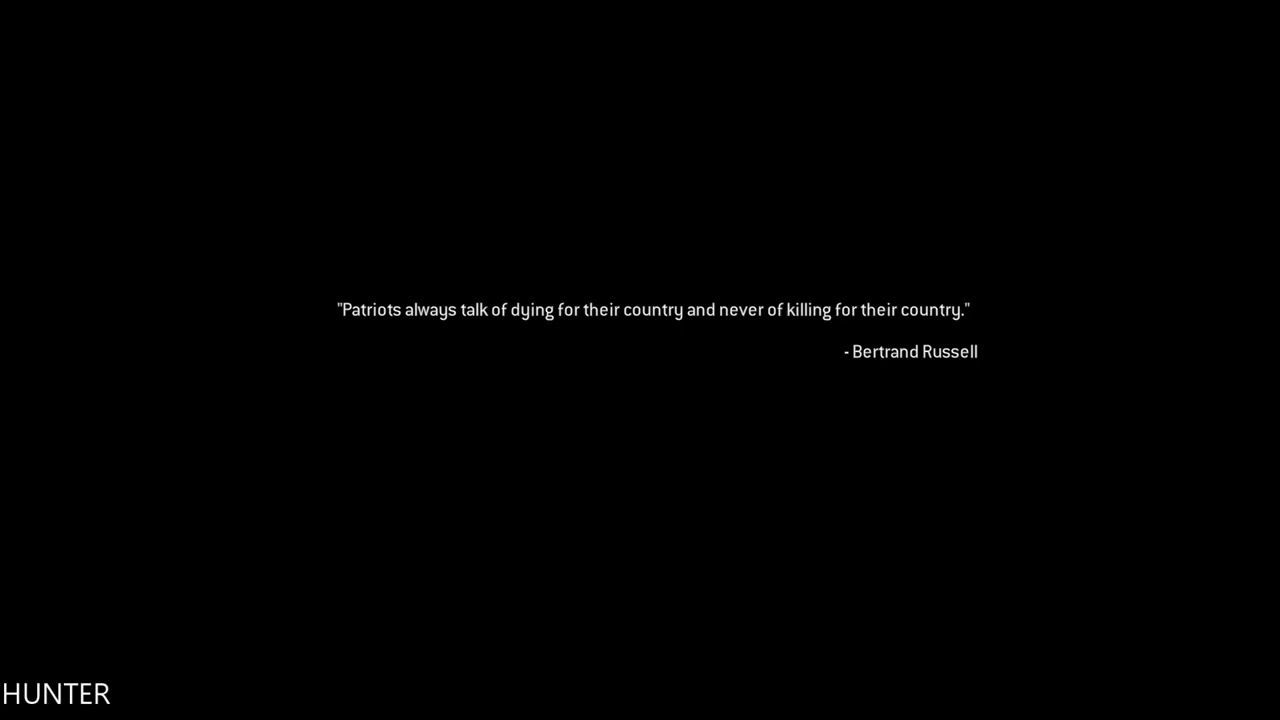 "Patriots always talk of dying for their country and never of killing for their country."
- Bertrand Russell
HUNTER